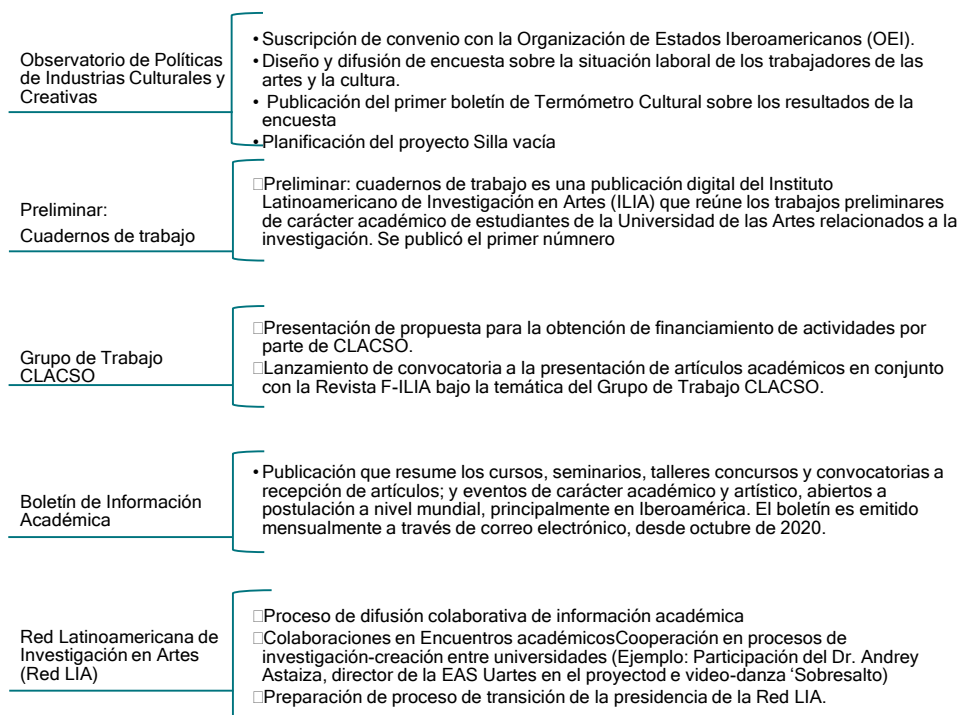 Observatorio de Políticas
de Industrias Culturales y
Creativas
• Suscripción de convenio con la Organización de Estados Iberoamericanos (OEI).
• Diseño y difusión de encuesta sobre la situación laboral de los trabajadores de las
artes y la cultura.
• Publicación del primer boletín de Termómetro Cultural sobre los resultados de la
encuesta
• Planificación del proyecto Silla vacía
Preliminar:
Cuadernos de trabajo
Preliminar: cuadernos de trabajo es una publicación digital del Instituto
Latinoamericano de Investigación en Artes (ILIA) que reúne los trabajos preliminares
de carácter académico de estudiantes de la Universidad de las Artes relacionados a la
investigación. Se publicó el primer númnero
Grupo de Trabajo
CLACSO
Presentación de propuesta para la obtención de financiamiento de actividades por
parte de CLACSO.
Lanzamiento de convocatoria a la presentación de artículos académicos en conjunto
con la Revista F-ILIA bajo la temática del Grupo de Trabajo CLACSO.
Boletín de Información
Académica
• Publicación que resume los cursos, seminarios, talleres concursos y convocatorias a
recepción de artículos; y eventos de carácter académico y artístico, abiertos a
postulación a nivel mundial, principalmente en Iberoamérica. El boletín es emitido
mensualmente a través de correo electrónico, desde octubre de 2020.
Red Latinoamericana de
Investigación en Artes
(Red LIA)
Proceso de difusión colaborativa de información académica
Colaboraciones en Encuentros académicosCooperación en procesos de
investigación-creación entre universidades (Ejemplo: Participación del Dr. Andrey
Astaiza, director de la EAS Uartes en el proyectod e video-danza ‘Sobresalto)
Preparación de proceso de transición de la presidencia de la Red LIA.